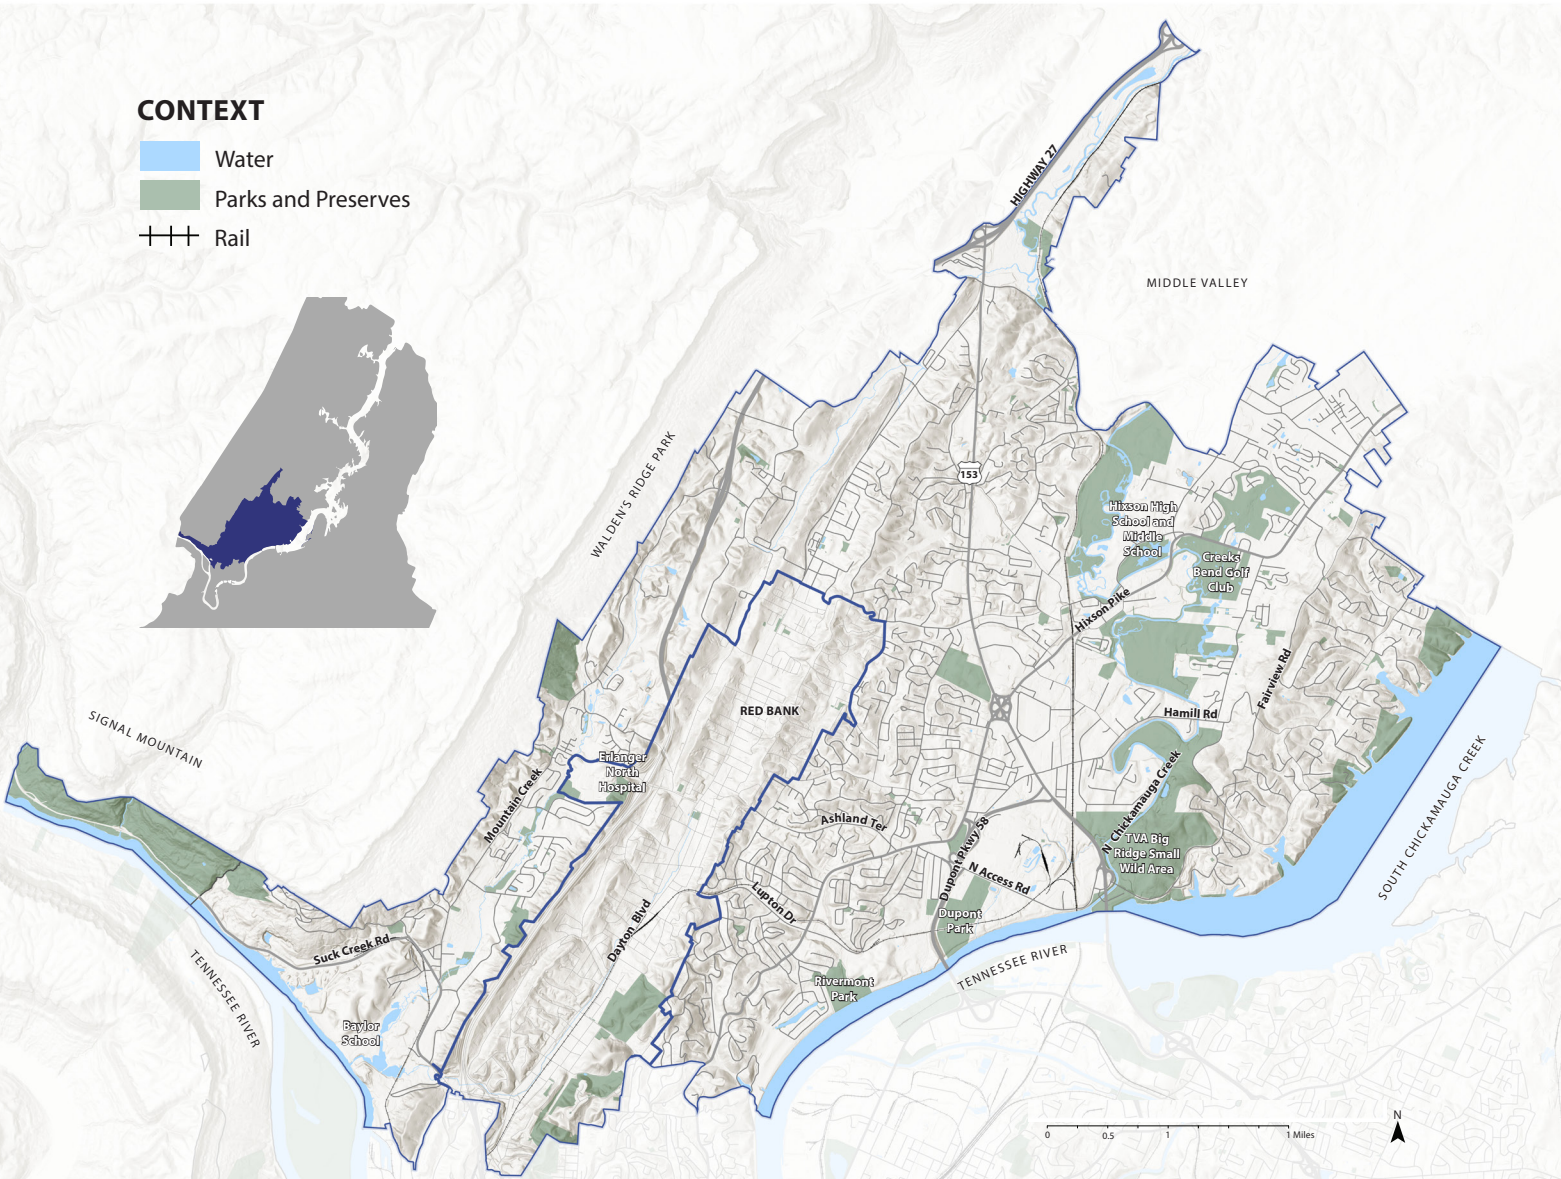 CONTEXT
Water
Parks and Preserves
Rail
HIGHWAY 27
MIDDLE VALLEY
WALDEN'S RIDGE PARK
153
Hixson High
School and
Middle
School
Creeks
Bend Golf
Club
Hixson Pike
Fairview Rd
Hamill Rd
RED BANK
SIGNAL MOUNTAIN
Erlanger
North
Hospital
Mountain Creek
N Chickamauga Creek
SOUTH CHICKAMAUGA CREEK
Ashland Ter
Dupont Pkwy 58
TVA Big
Ridge Small
Wild Area
N Access Rd
Lupton Dr
Dupont
Park
Dayton Blvd
Suck Creek Rd
TENNESSEE RIVER
TENNESSEE RIVER
Rivermont
Park
Baylor
School
N
0 0.5 1 1 Miles